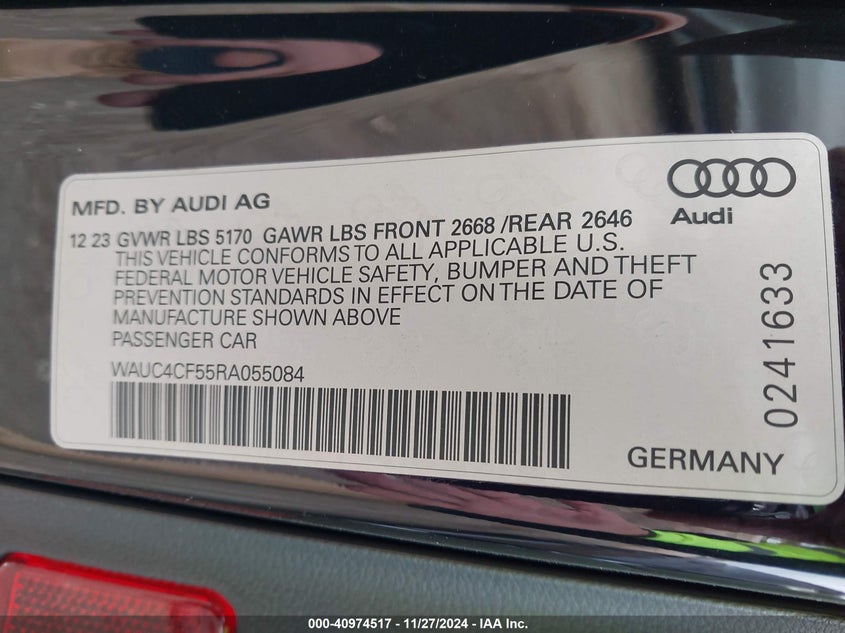 MFD. BY AUDI AG
Audi
12 23 GVWR LBS 5170 GAWR LBS FRONT 2668 /REAR 2646
THIS VEHICLE CONFORMS TO ALL APPLICABLE U.S.
FEDERAL MOTOR VEHICLE SAFETY, BUMPER AND THEFT
PREVENTION STANDARDS IN EFFECT ON THE DATE OF
MANUFACTURE SHOWN ABOVE
PASSENGER CAR
WAUC4CF55RA055084
0241633
GERMANY
000-40974517 - 11/27/2024 - IAA Inc.